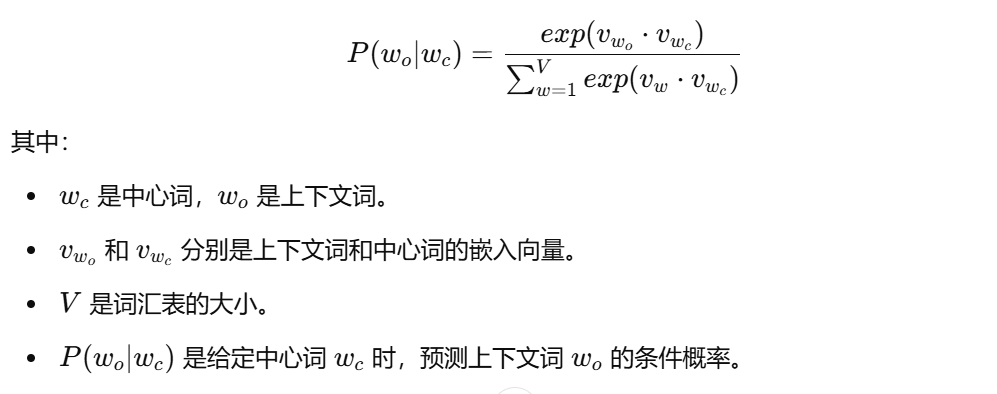 P(w_o|w_c) = \frac{exp(v_{w_o} \cdot v_{w_c})}{\sum_{w=1}^{V} exp(v_w \cdot v_{w_c})}
其中：
• w_c 是中心词，w_o 是上下文词。
• v_{w_o} 和 v_{w_c} 分别是上下文词和中心词的嵌入向量。
• V 是词汇表的大小。
• P(w_o|w_c) 是给定中心词 w_c 时，预测上下文词 w_o 的条件概率。